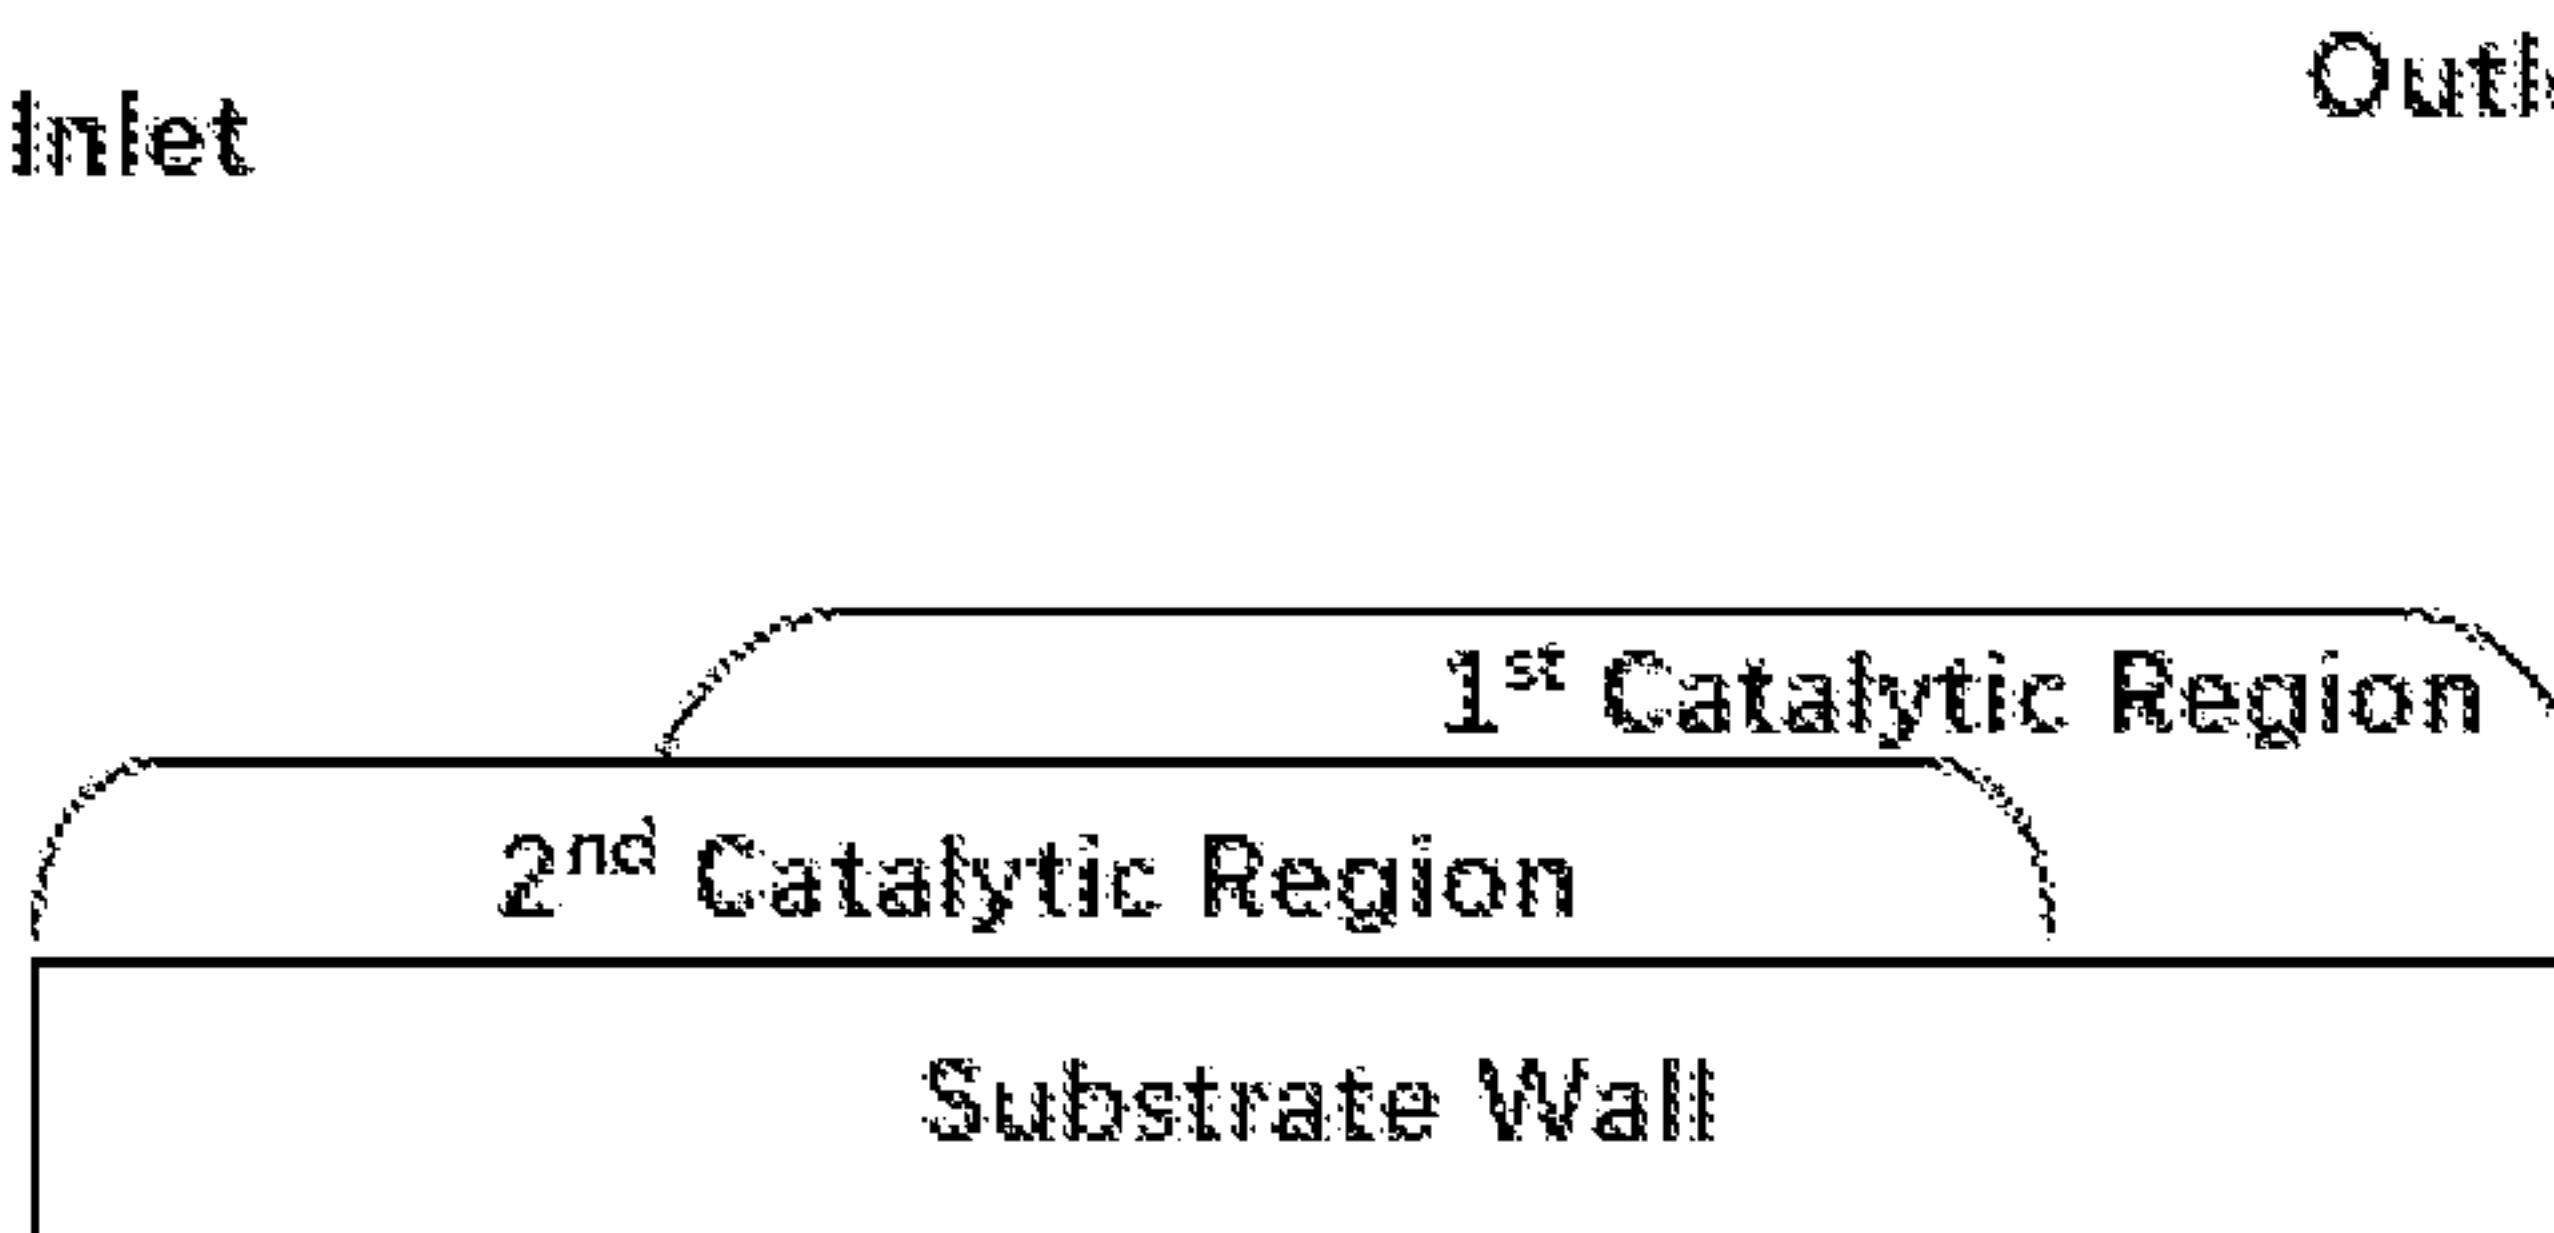 Inlet
1st Catalytic Region
2nd Catalytic Region
Substrate Wall